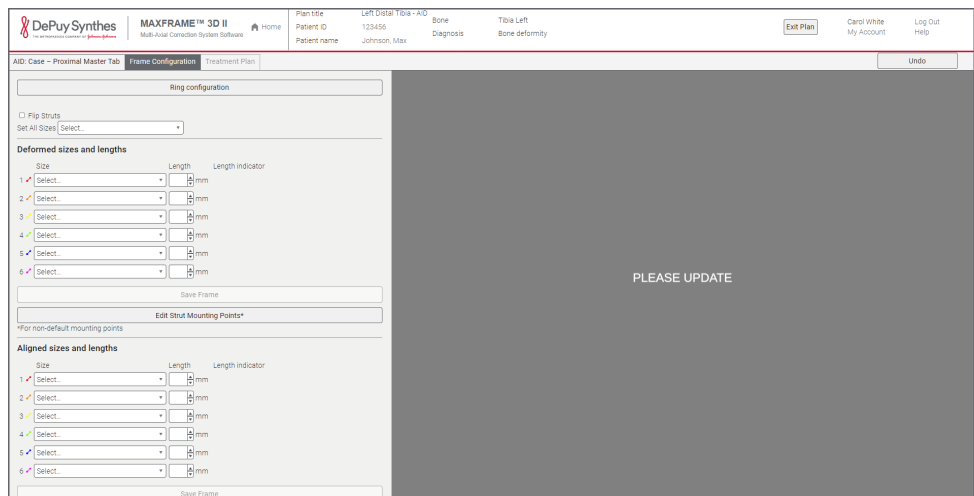 DePuy Synthes
THE ORTHOPAEDICS COMPANY OF Johnson & Johnson
MAXFRAME™ 3D II
Multi-Axial Correction System Software
Home
Plan title Left Distal Tibia - AID
Patient ID 123456
Patient name Johnson, Max
Bone Tibia Left
Diagnosis Bone deformity
Exit Plan
Carol White
My Account
Log Out
Help
AID: Case – Proximal Master Tab Frame Configuration Treatment Plan
Undo
Ring configuration
Flip Struts
Set All Sizes Select...
Deformed sizes and lengths
Size Length Length indicator
1 Select... mm
2 Select... mm
3 Select... mm
4 Select... mm
5 Select... mm
6 Select... mm
Save Frame
Edit Strut Mounting Points*
*For non-default mounting points
Aligned sizes and lengths
Size Length Length indicator
1 Select... mm
2 Select... mm
3 Select... mm
4 Select... mm
5 Select... mm
6 Select... mm
Save Frame
PLEASE UPDATE